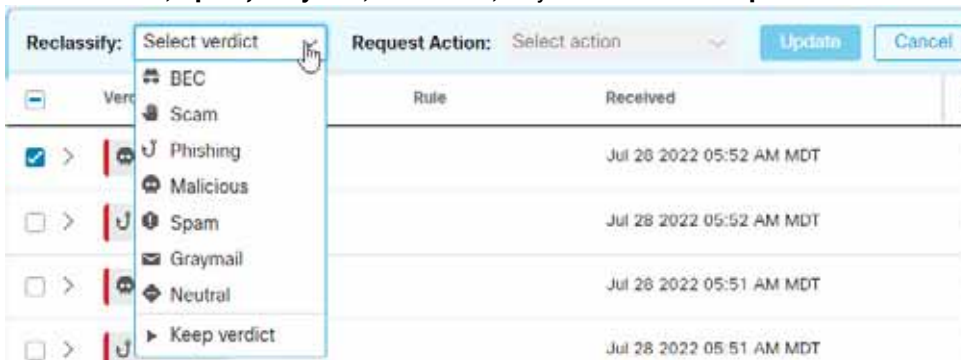 Reclassify: Select verdict Request Action: Select action Update Cancel
Rule Received
BEC
Scam
Phishing
Malicious
Spam
Graymail
Neutral
Keep verdict
Jul 28 2022 05:52 AM MDT
Jul 28 2022 05:52 AM MDT
Jul 28 2022 05:51 AM MDT
Jul 28 2022 05:51 AM MDT